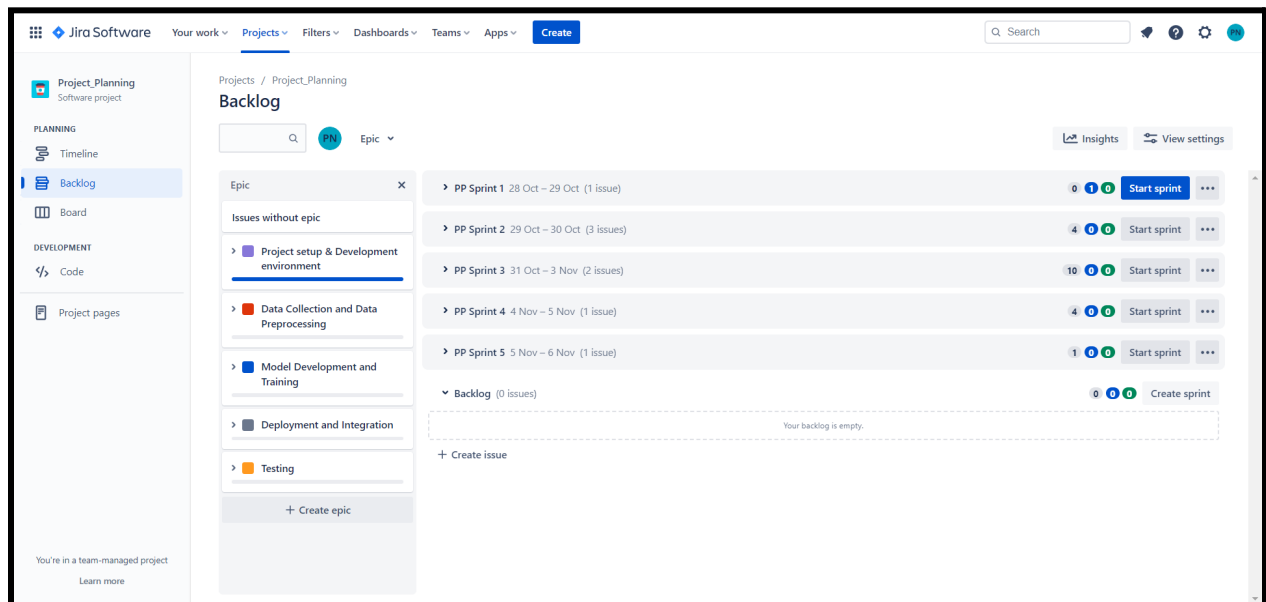 Jira Software Your work Projects Filters Dashboards Teams Apps Create Search PN
Project_Planning
Software project
PLANNING
Timeline
Backlog
Board
DEVELOPMENT
Code
Project pages
You're in a team-managed project
Learn more
Projects / Project_Planning
Backlog
PN Epic Insights View settings
Epic
Issues without epic
Project setup & Development
environment
Data Collection and Data
Preprocessing
Model Development and
Training
Deployment and Integration
Testing
+ Create epic
PP Sprint 1 28 Oct – 29 Oct (1 issue) 0 1 0 Start sprint
PP Sprint 2 29 Oct – 30 Oct (3 issues) 4 0 0 Start sprint
PP Sprint 3 31 Oct – 3 Nov (2 issues) 10 0 0 Start sprint
PP Sprint 4 4 Nov – 5 Nov (1 issue) 4 0 0 Start sprint
PP Sprint 5 5 Nov – 6 Nov (1 issue) 1 0 0 Start sprint
Backlog (0 issues) 0 0 0 Create sprint
Your backlog is empty.
+ Create issue